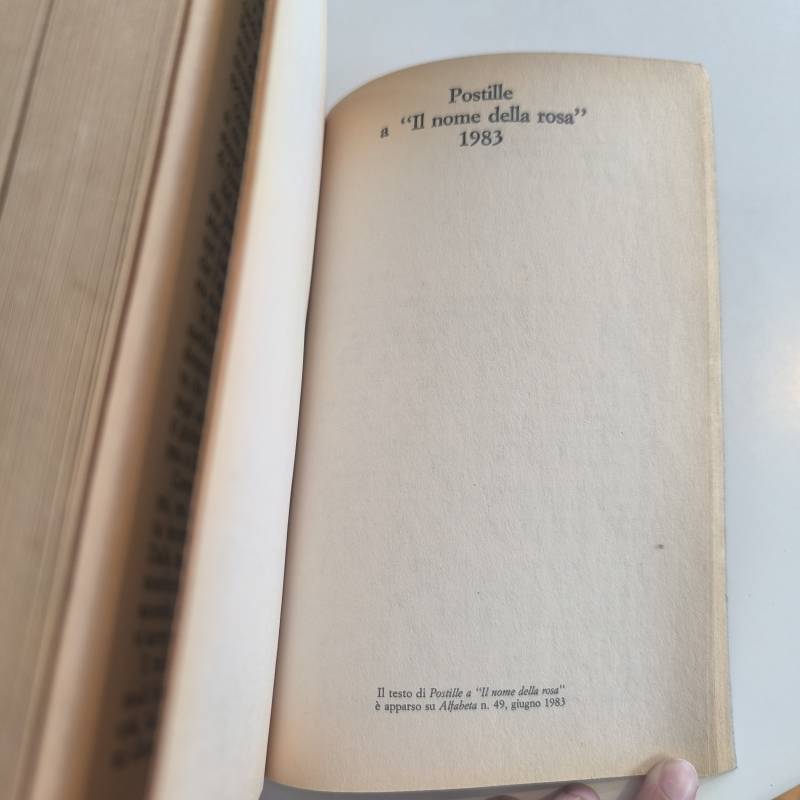 Postille
a “Il nome della rosa”
1983
Il testo di Postille a "Il nome della rosa"
è apparso su Alfabeta n. 49, giugno 1983